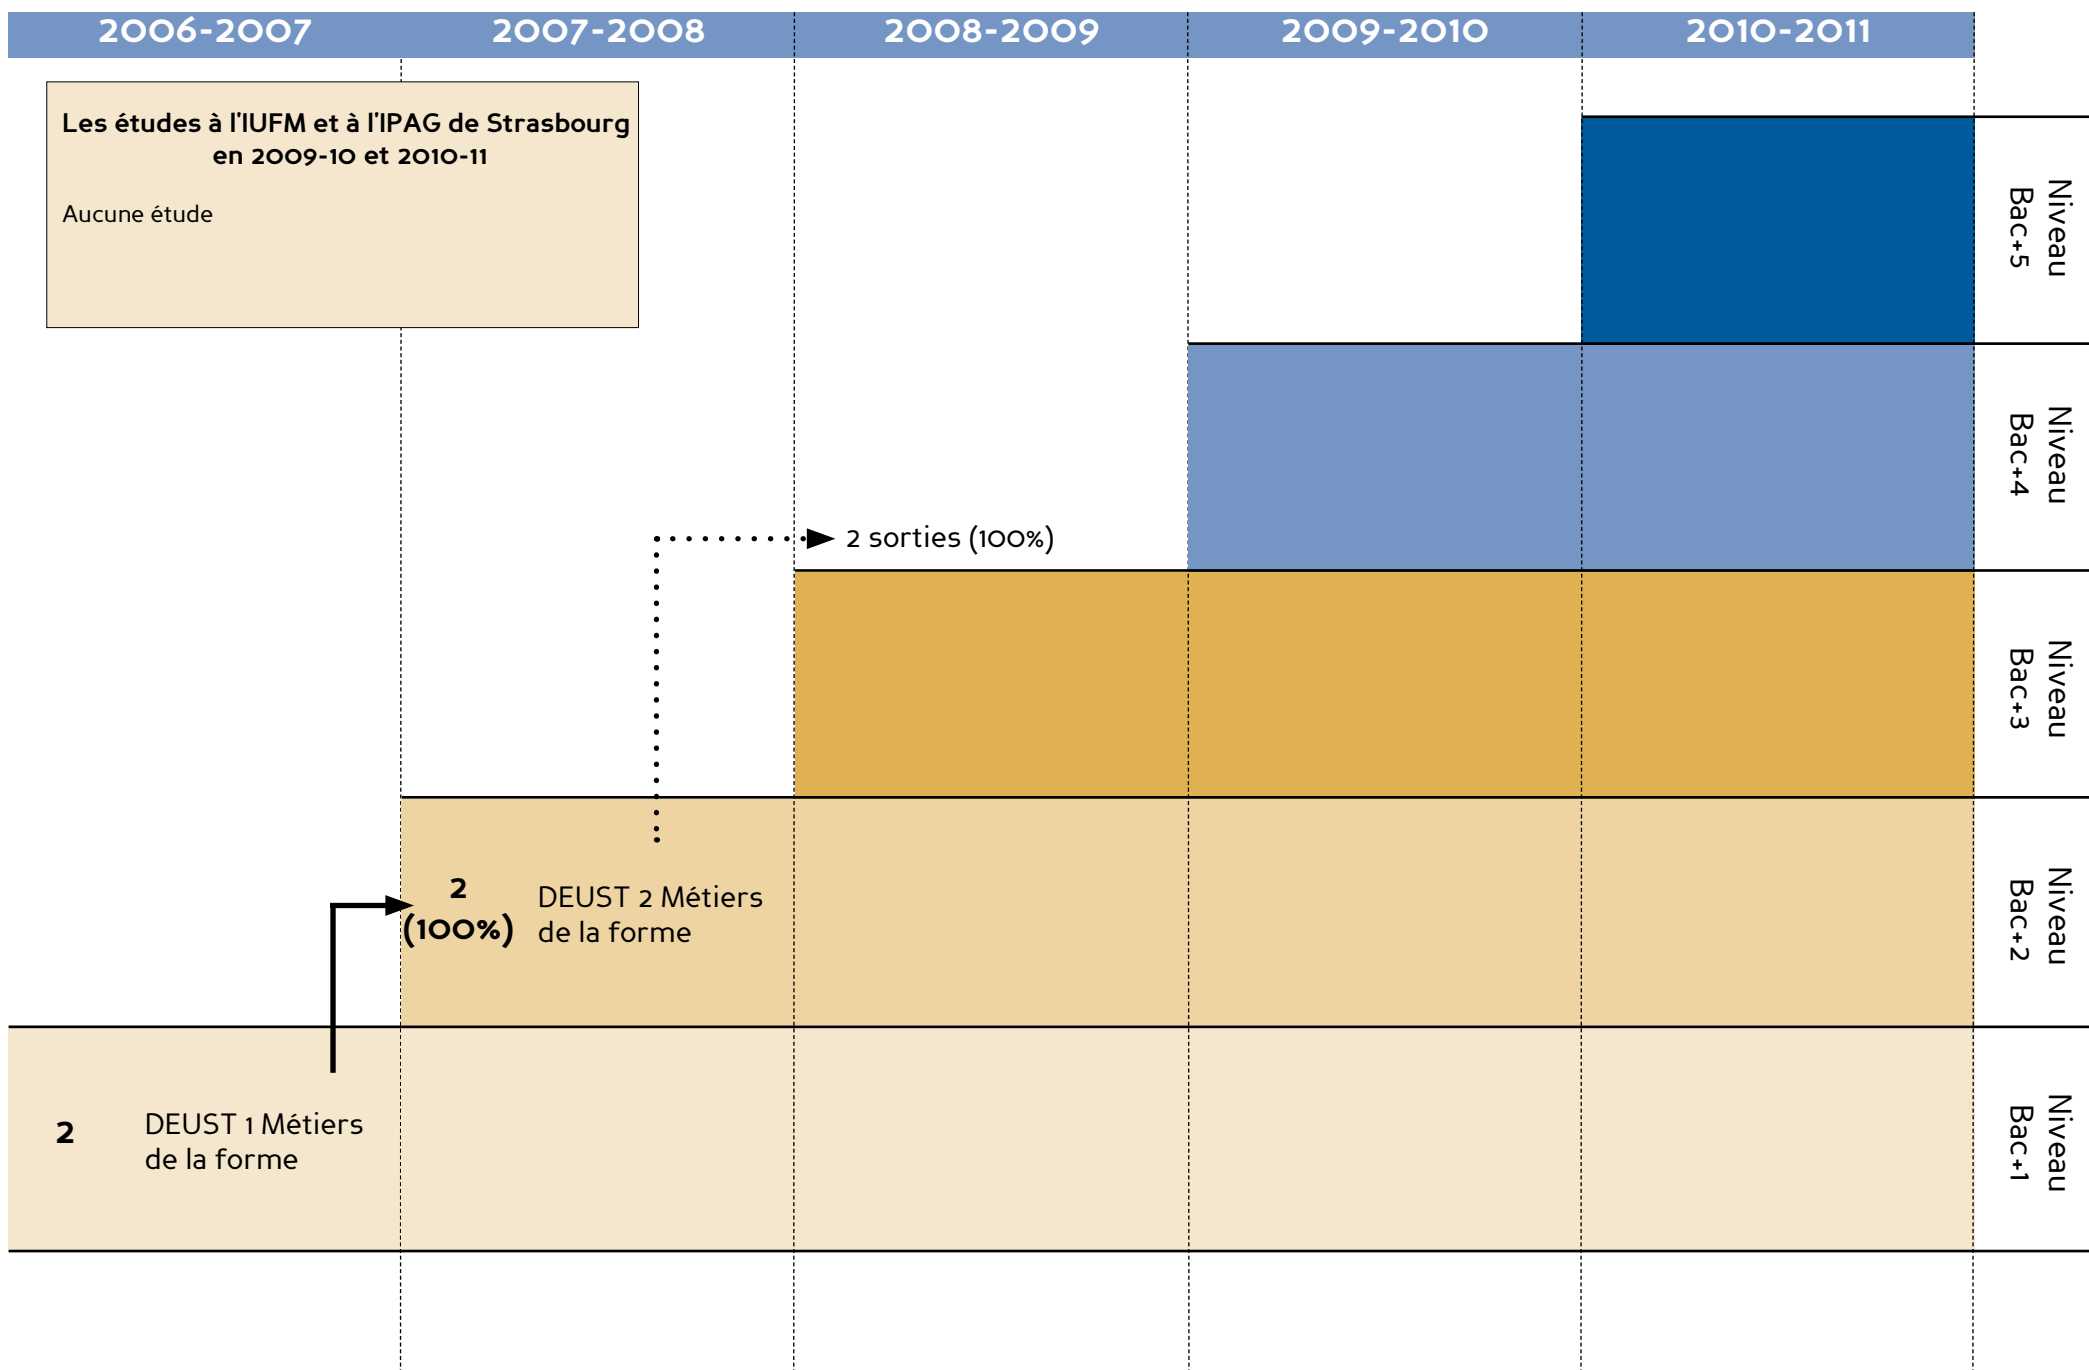 2006-2007 2007-2008 2008-2009 2009-2010 2010-2011
Les études à l'IUFM et à l'IPAG de Strasbourg
en 2009-10 et 2010-11
Aucune étude
Niveau
Bac+5
Niveau
Bac+4
2 sorties (100%)
Niveau
Bac+3
2
(100%)
DEUST 2 Métiers
de la forme
Niveau
Bac+2
2
DEUST 1 Métiers
de la forme
Niveau
Bac+1